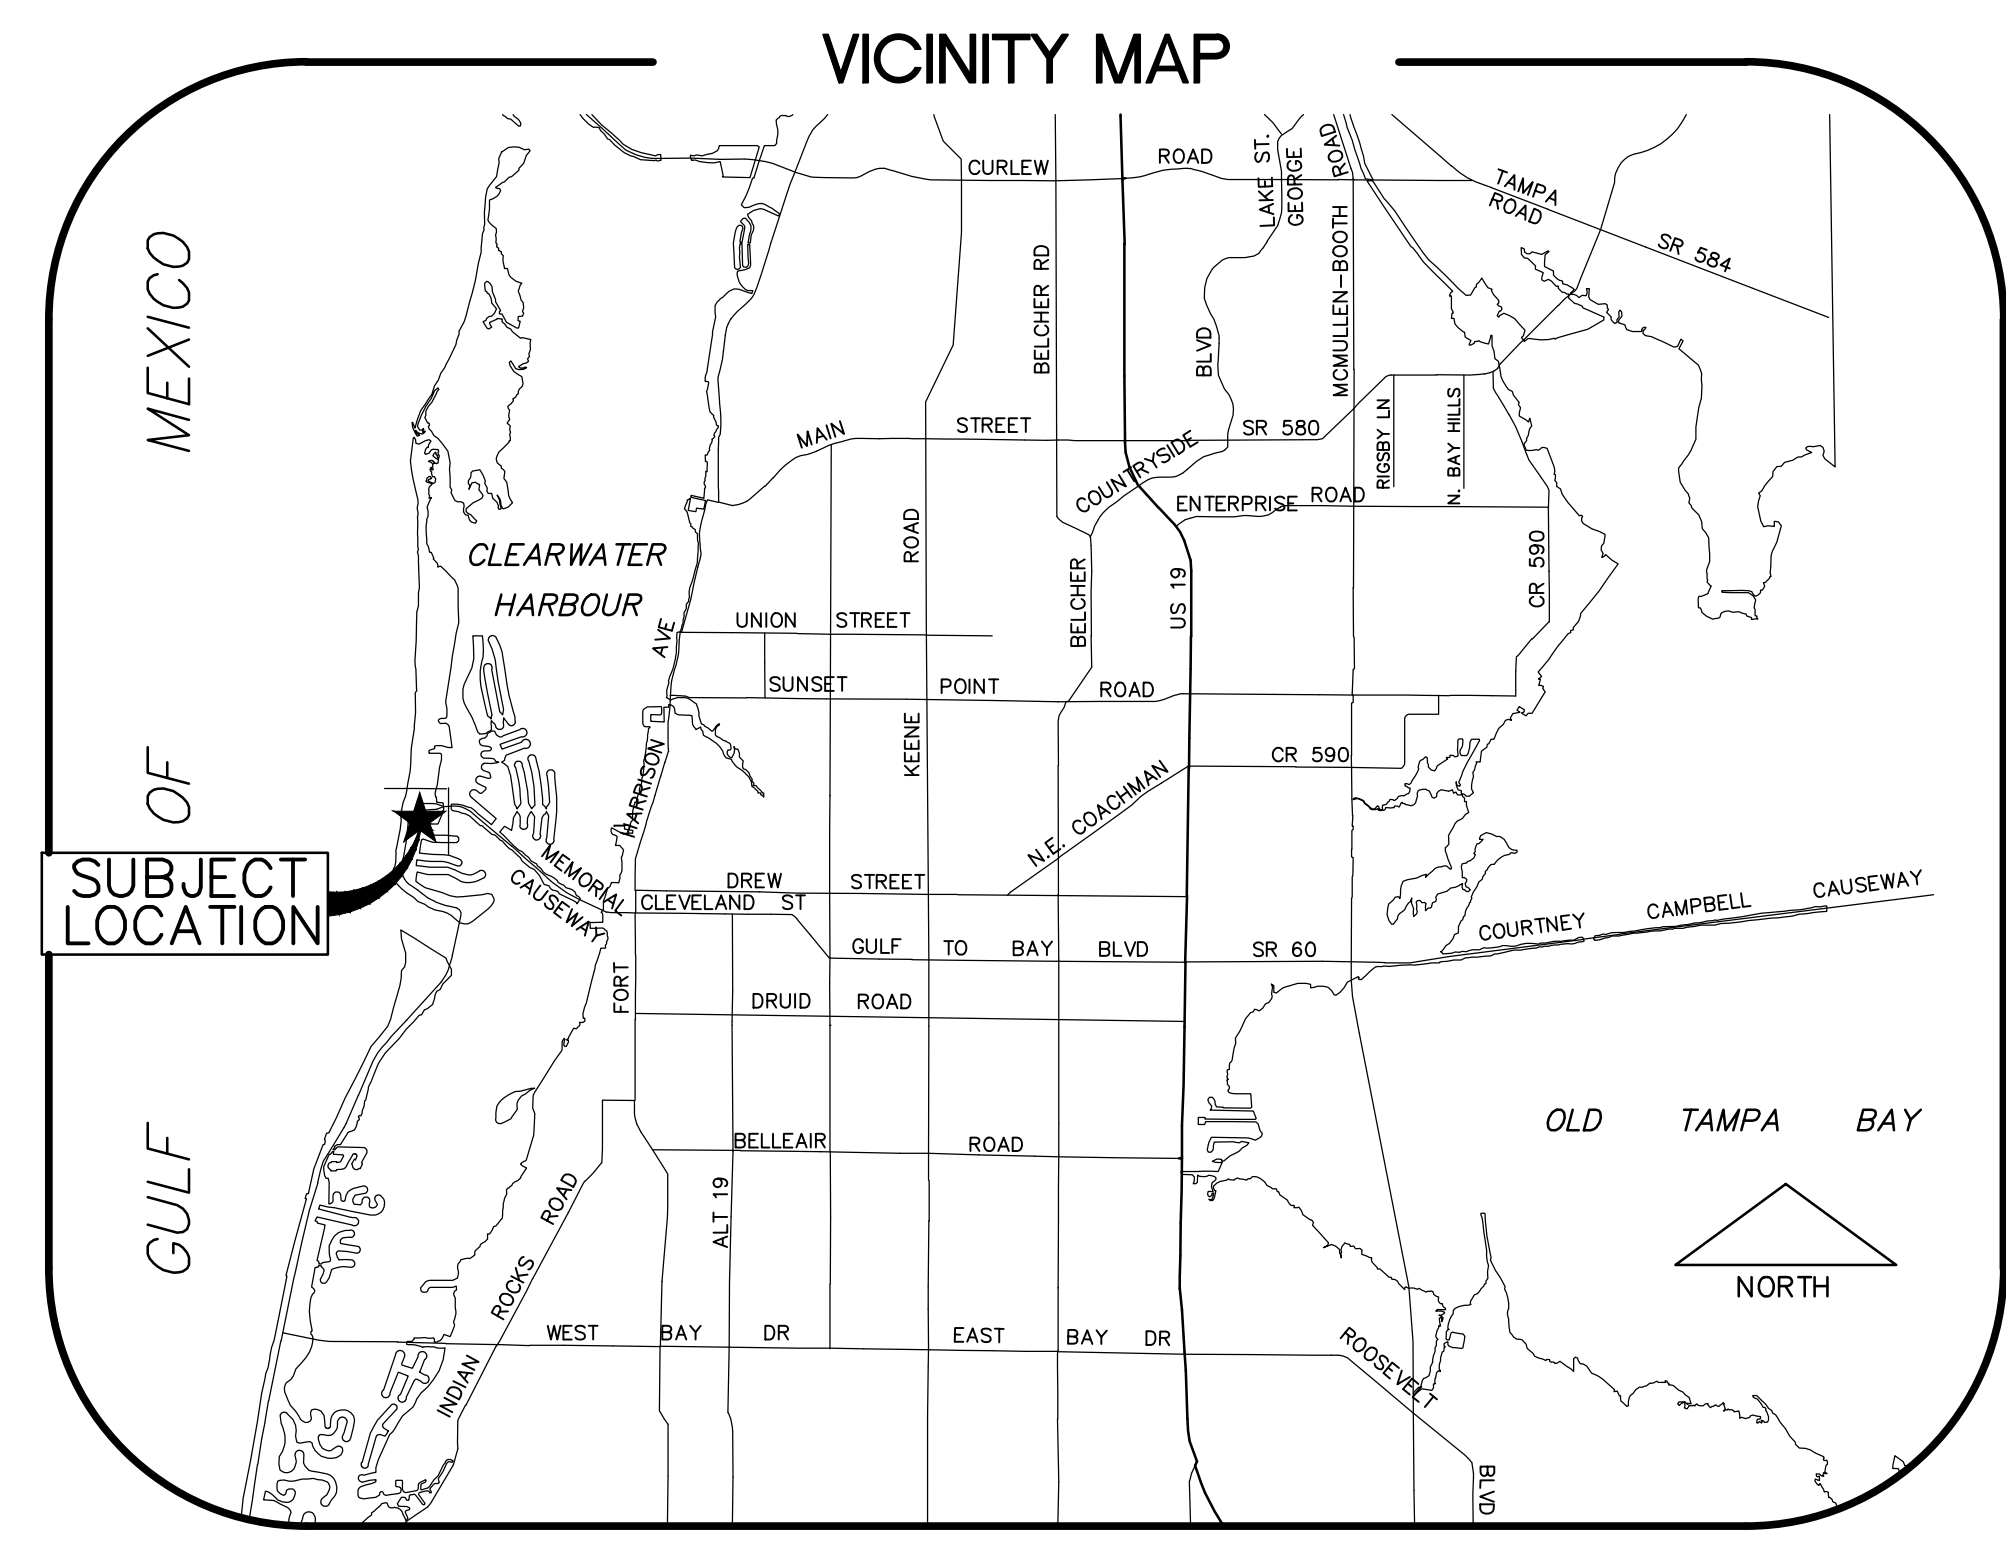 VICINITY MAP
CURLEW ROAD
LAKE ST. GEORGE
BLVD
MCMULLEN-BOOTH ROAD
TAMPA
ROAD
SR 584
BELCHER RD
MAIN STREET SR 580
COUNTRYSIDE
RIGSBY LN
N. BAY HILLS
ENTERPRISE ROAD
CR 590
CLEARWATER
HARBOUR
UNION STREET
SUNSET POINT ROAD
KEENE ROAD
BELCHER
US 19
CR 590
N.E. COACHMAN
FORT HARRISON AVE
GULF OF MEXICO
SUBJECT
LOCATION
MEMORIAL
CAUSEWAY
DREW STREET
CLEVELAND ST
GULF TO BAY BLVD SR 60
COURTNEY CAMPBELL CAUSEWAY
DRUID ROAD
OLD TAMPA BAY
BELLEAIR ROAD
ALT 19
INDIAN ROCKS ROAD
NORTH
WEST BAY DR EAST BAY DR
ROOSEVELT
BLVD